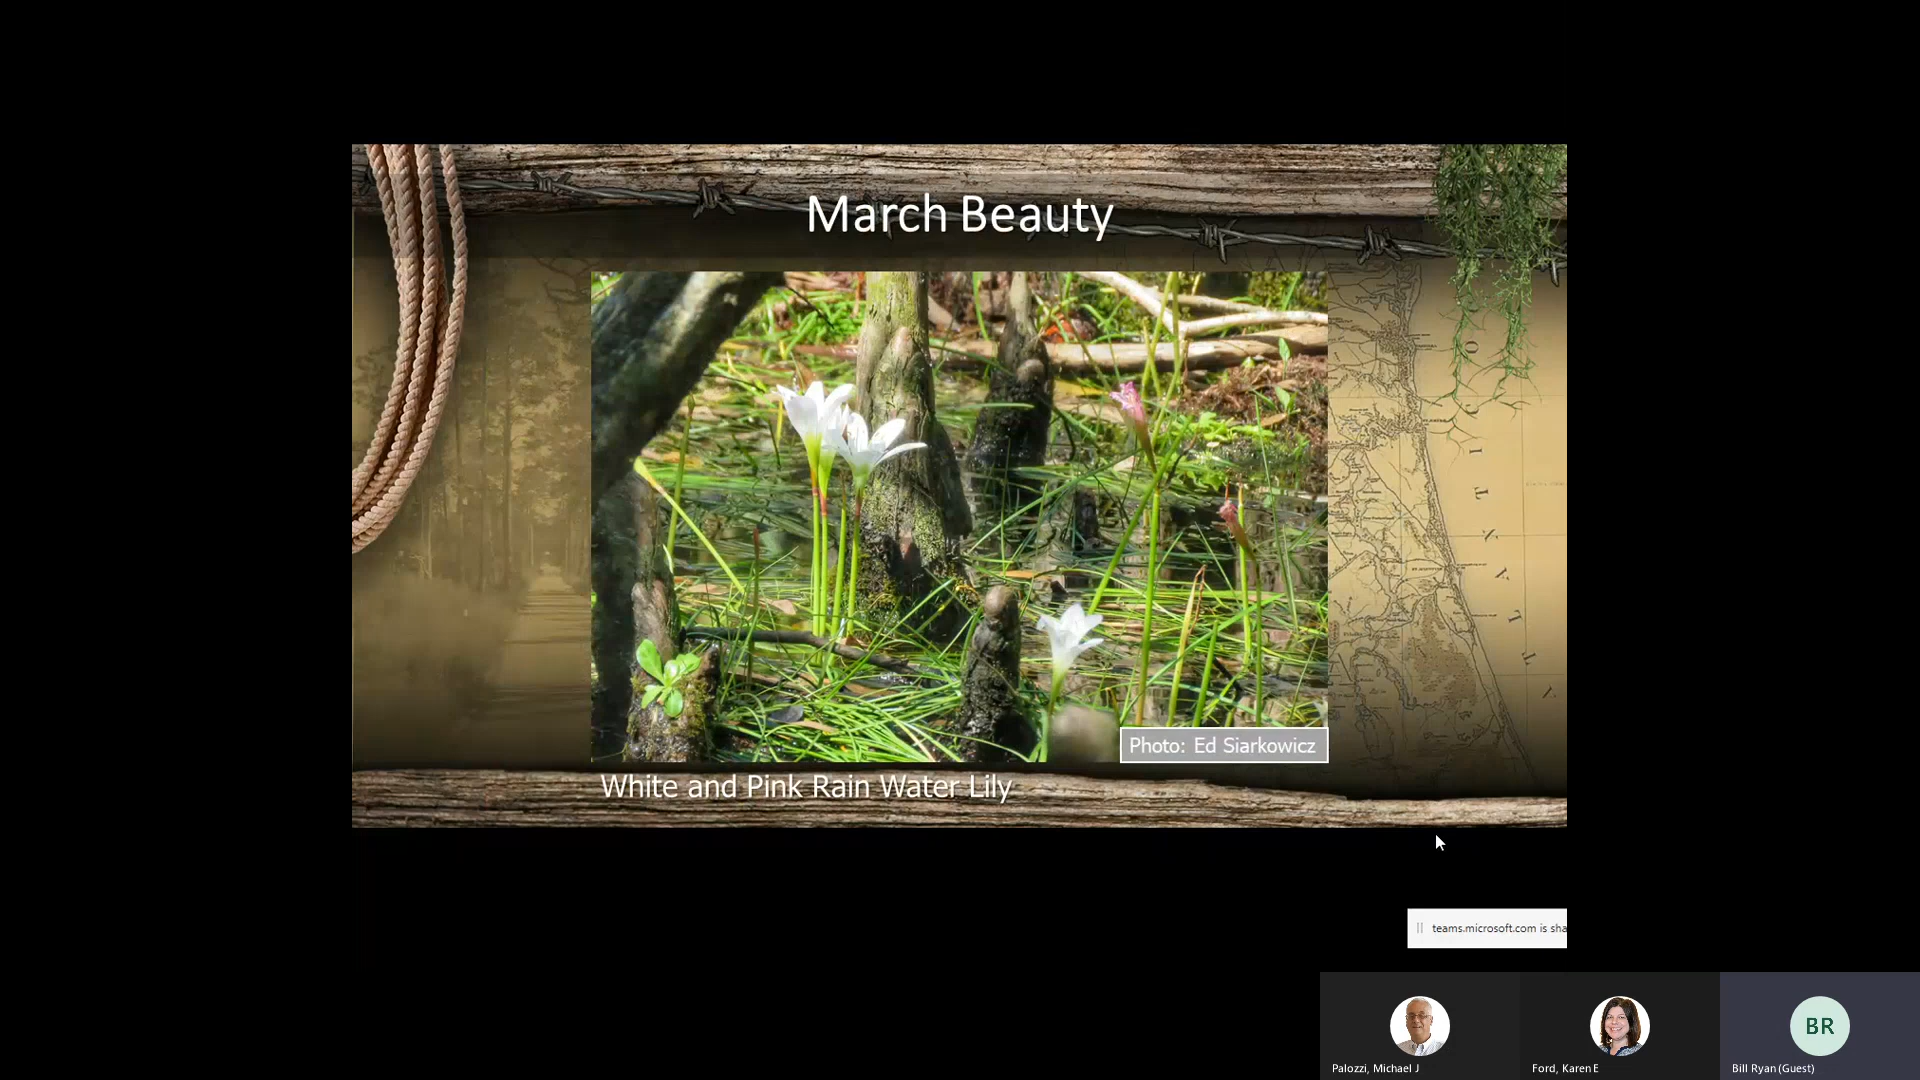 March Beauty
Photo: Ed Siarkowicz
White and Pink Rain Water Lily
teams.microsoft.com is sha
BR
Palozzi, Michael J
Ford, Karen E
Bill Ryan (Guest)